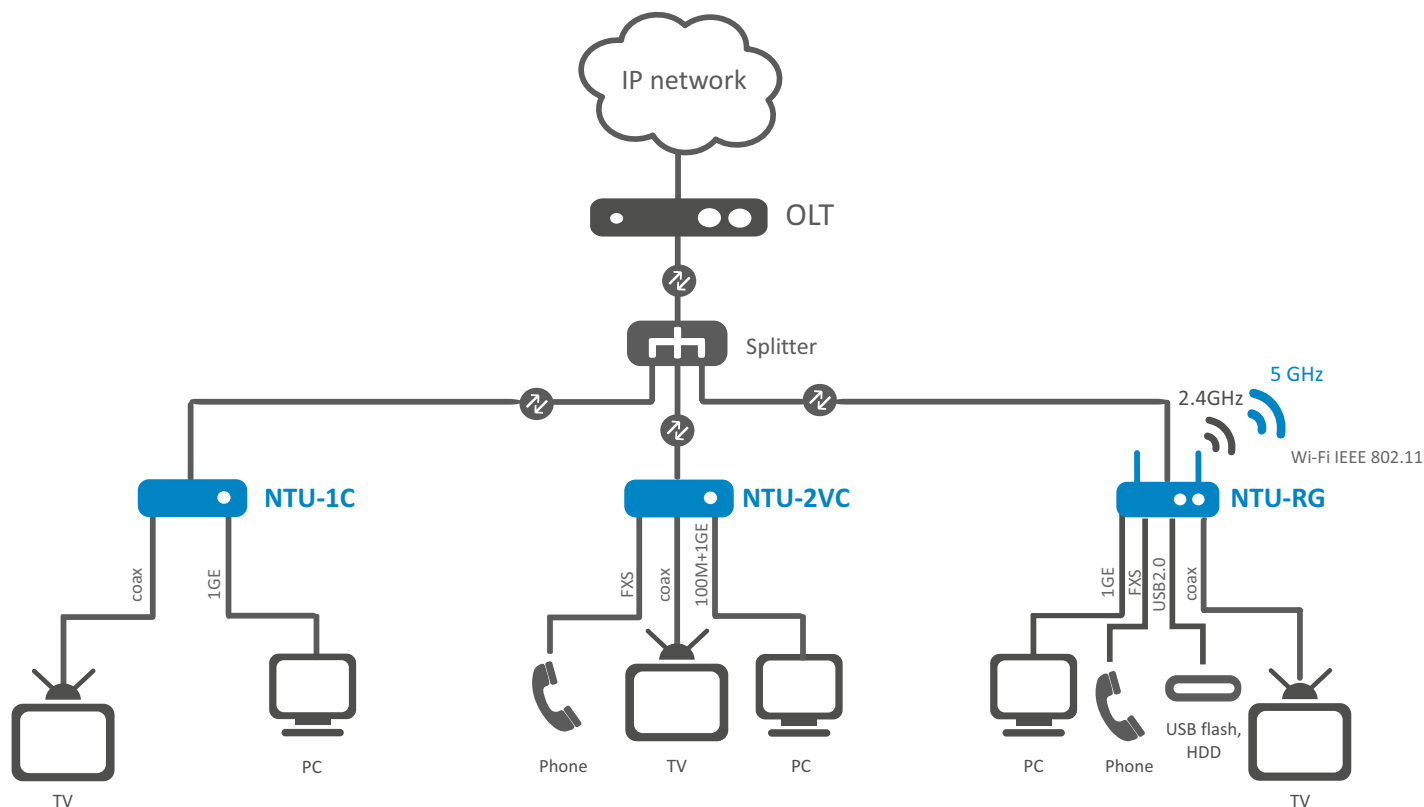 IP network
OLT
Splitter
5 GHz
2.4GHz
Wi-Fi IEEE 802.11
NTU-1C
NTU-2VC
NTU-RG
coax
1GE
FXS
coax
100M+1GE
1GE
FXS
USB2.0
coax
TV
PC
Phone
TV
PC
PC
Phone
USB flash,
HDD
TV